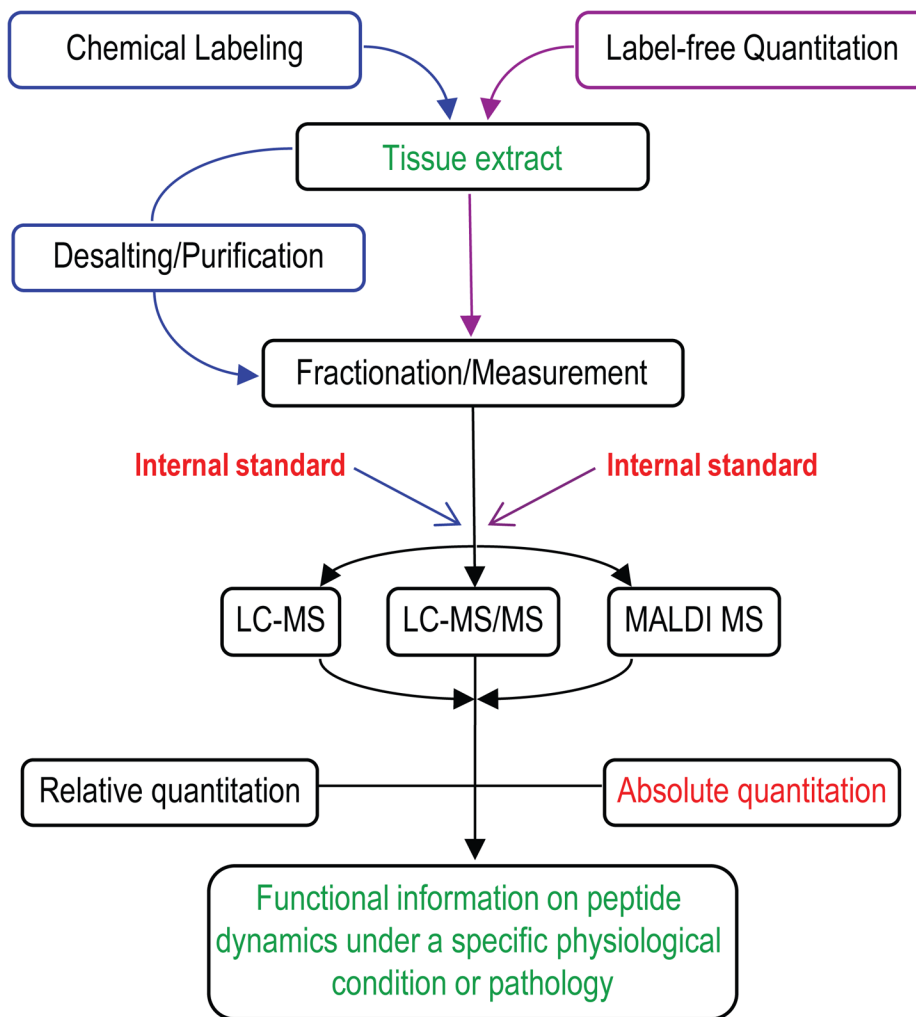 Chemical Labeling
Label-free Quantitation
Tissue extract
Desalting/Purification
Fractionation/Measurement
Internal standard
Internal standard
LC-MS
LC-MS/MS
MALDI MS
Relative quantitation
Absolute quantitation
Functional information on peptide
dynamics under a specific physiological
condition or pathology